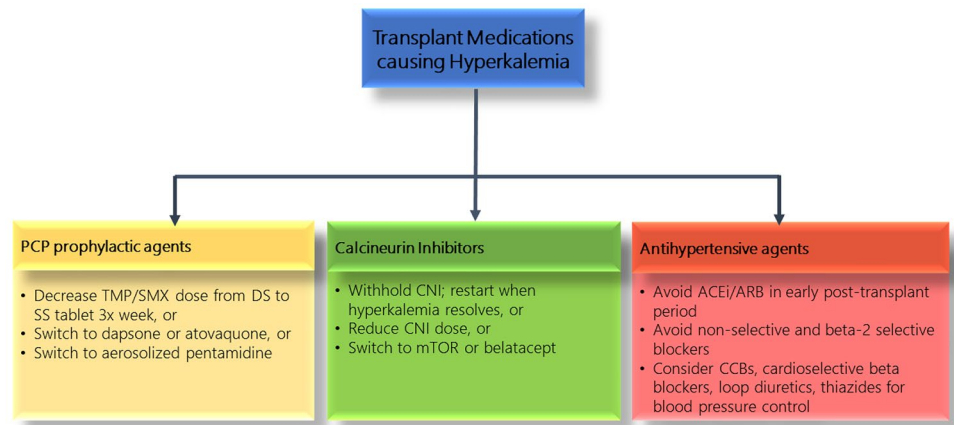 Transplant Medications
causing Hyperkalemia
PCP prophylactic agents
• Decrease TMP/SMX dose from DS to
SS tablet 3x week, or
• Switch to dapsone or atovaquone, or
• Switch to aerosolized pentamidine
Calcineurin Inhibitors
• Withhold CNI; restart when
hyperkalemia resolves, or
• Reduce CNI dose, or
• Switch to mTOR or belatacept
Antihypertensive agents
• Avoid ACEi/ARB in early post-transplant
period
• Avoid non-selective and beta-2 selective
blockers
• Consider CCBs, cardioselective beta
blockers, loop diuretics, thiazides for
blood pressure control